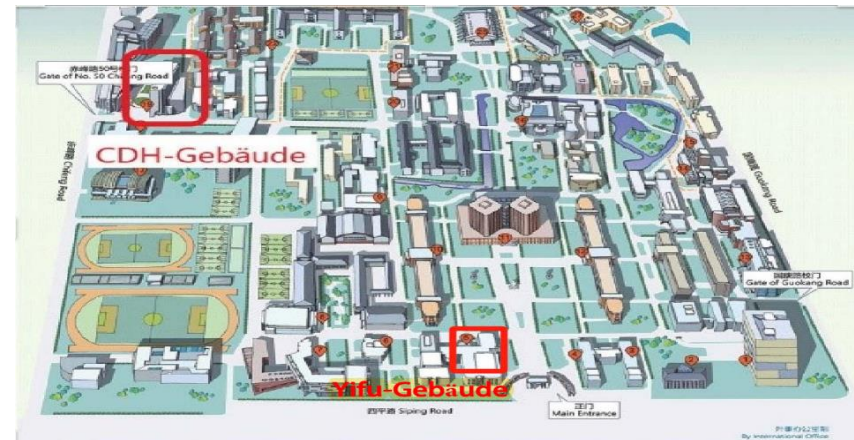 赤峰路50号校门
Gate of No. 50 Chifeng Road
CDH-Gebäude
赤峰路 Chifeng Road
国康路 Guokang Road
国康路校门
Gate of Guokang Road
Yifu-Gebäude
四平路 Siping Road
正门
Main Entrance
外事办公室制
By International Office